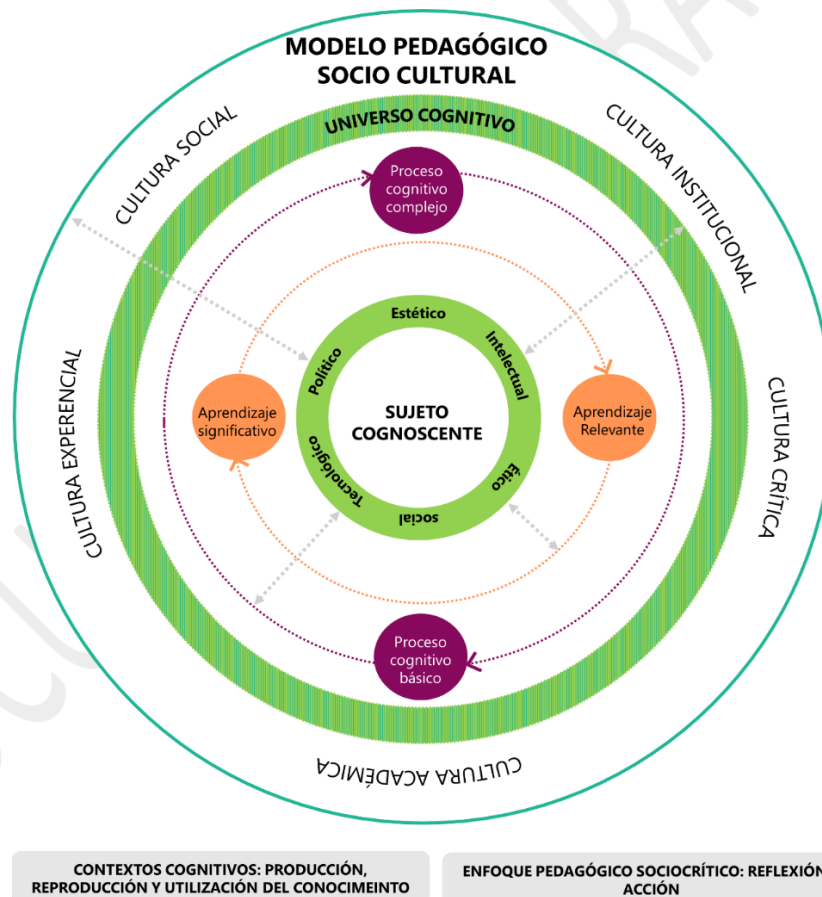 MODELO PEDAGÓGICO
SOCIO CULTURAL
UNIVERSO COGNITIVO
CULTURA SOCIAL
CULTURA INSTITUCIONAL
Proceso
cognitivo
complejo
Estético
Político
Intelectual
Aprendizaje
significativo
SUJETO
COGNOSCENTE
Aprendizaje
Relevante
CULTURA EXPERENCIAL
CULTURA CRÍTICA
Tecnológico
Ético
social
Proceso
cognitivo
básico
CULTURA ACADÉMICA
CONTEXTOS COGNITIVOS: PRODUCCIÓN,
REPRODUCCIÓN Y UTILIZACIÓN DEL CONOCIMEINTO
ENFOQUE PEDAGÓGICO SOCIOCRÍTICO: REFLEXIÓN
ACCIÓN